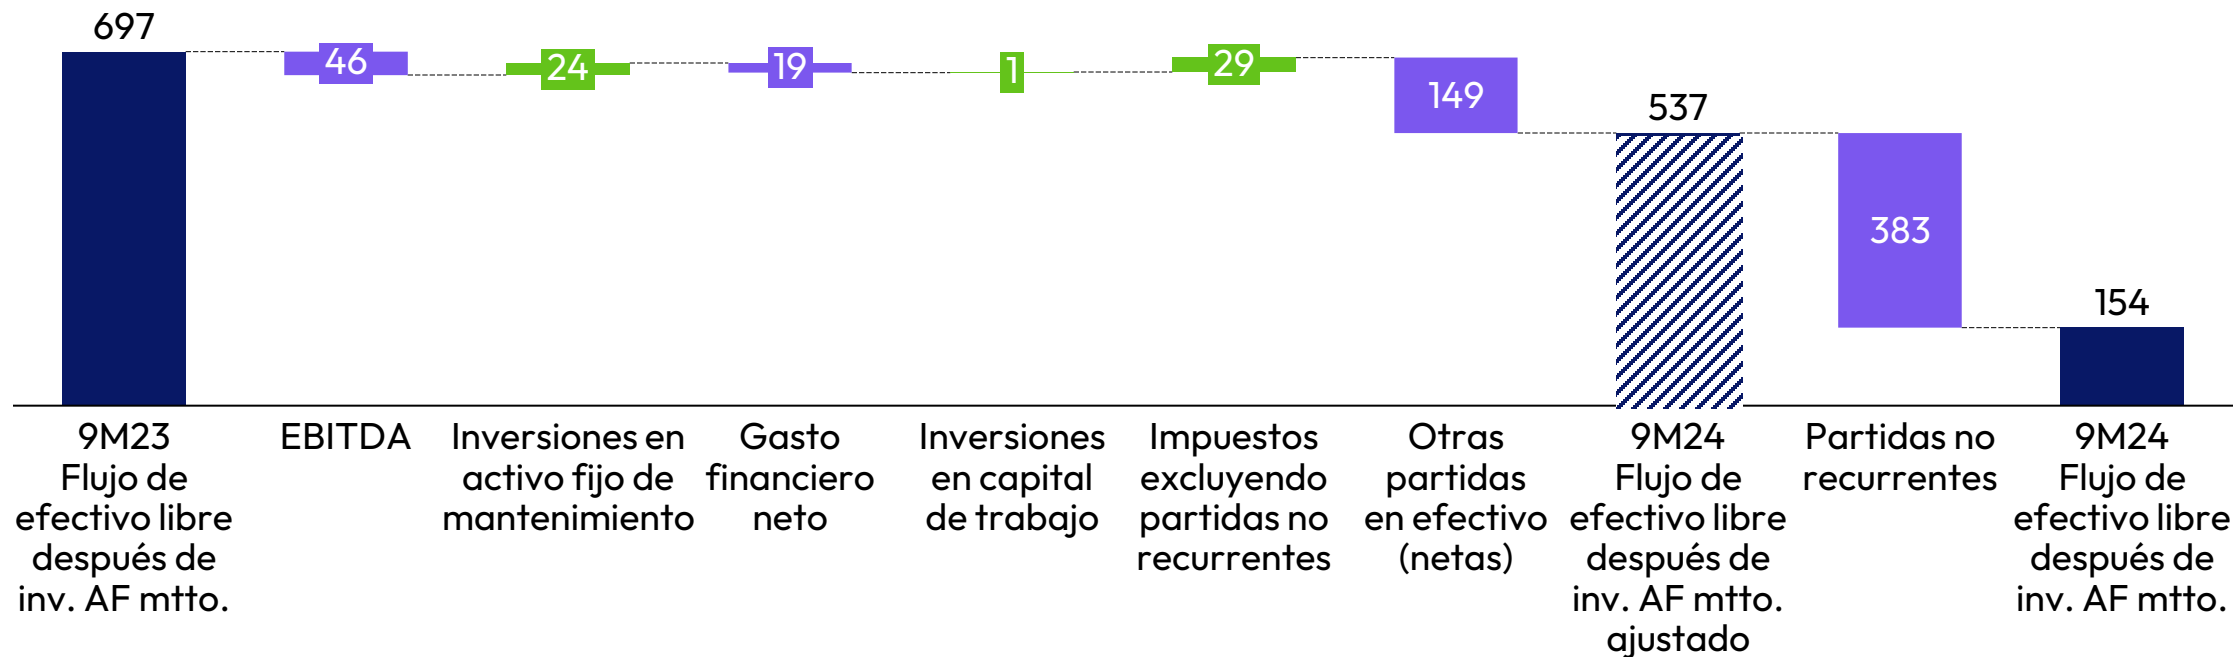 697
46
24
19
1
29
149
537
383
154
9M23
Flujo de
efectivo libre
después de
inv. AF mtto.
EBITDA
Inversiones en
activo fijo de
mantenimiento
Gasto
financiero
neto
Inversiones
en capital
de trabajo
Impuestos
excluyendo
partidas no
recurrentes
Otras
partidas
en efectivo
(netas)
9M24
Flujo de
efectivo libre
después de
inv. AF mtto.
ajustado
Partidas no
recurrentes
9M24
Flujo de
efectivo libre
después de
inv. AF mtto.